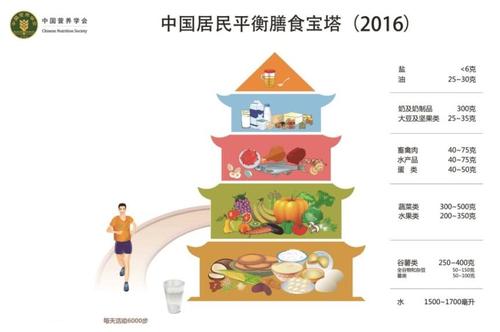 中国营养学会
Chinese Nutrition Society
中国居民平衡膳食宝塔（2016）
盐 <6克
油 25~30克
奶及奶制品 300克
大豆及坚果类 25~35克
畜禽肉 40~75克
水产品 40~75克
蛋 类 40~50克
蔬菜类 300~500克
水果类 200~350克
谷薯类 250~400克
全谷物和杂豆 50~150克
薯类 50~100克
水 1500~1700毫升
每天活动6000步